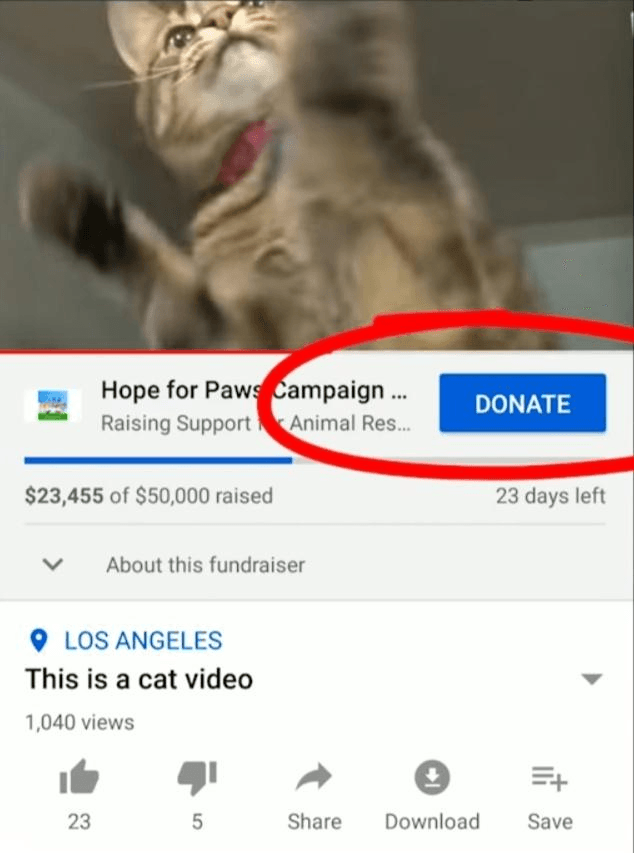 Hope for Paws Campaign ...
Raising Support for Animal Res...
DONATE
$23,455 of $50,000 raised
23 days left
About this fundraiser
LOS ANGELES
This is a cat video
1,040 views
23
5
Share
Download
Save